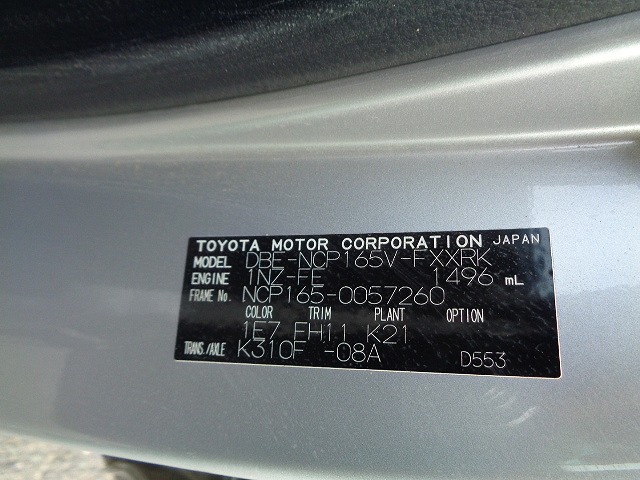 TOYOTA MOTOR CORPORATION JAPAN
MODEL DBE-NCP165V-FXXRK
ENGINE 1NZ-FE 1496 mL
FRAME No. NCP165-0057260
COLOR TRIM PLANT OPTION
1E7 FH11 K21
TRANS./AXLE K310F -08A D553